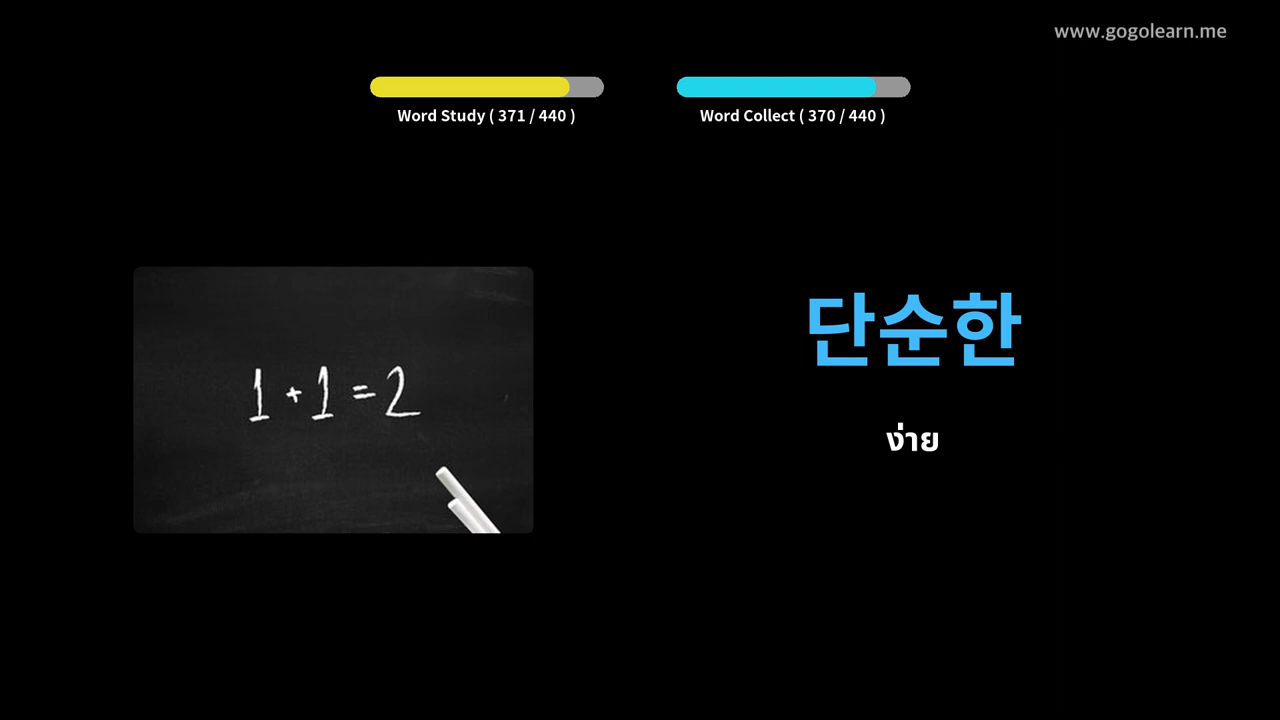 www.gogolearn.me
Word Study ( 371 / 440 )
Word Collect ( 370 / 440 )
1 + 1 = 2
단순한
ง่าย